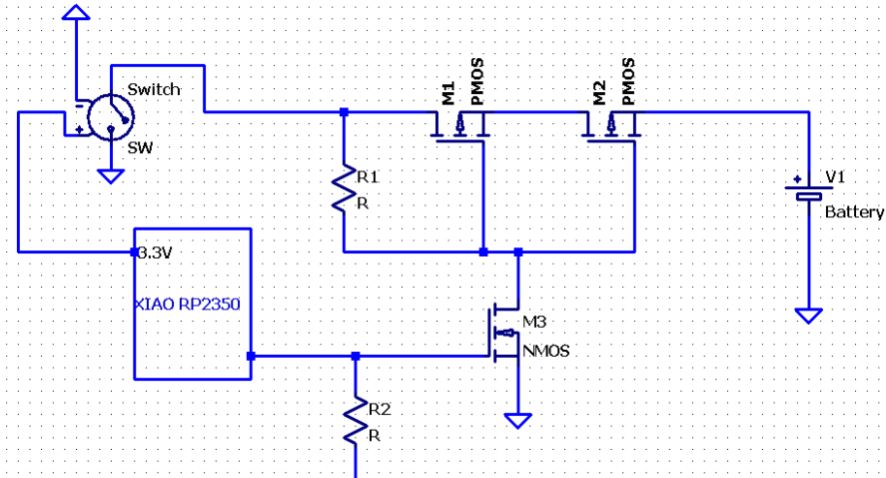 Switch
SW
M1
PMOS
M2
PMOS
R1
R
V1
Battery
3.3V
XIAO RP2350
M3
NMOS
R2
R